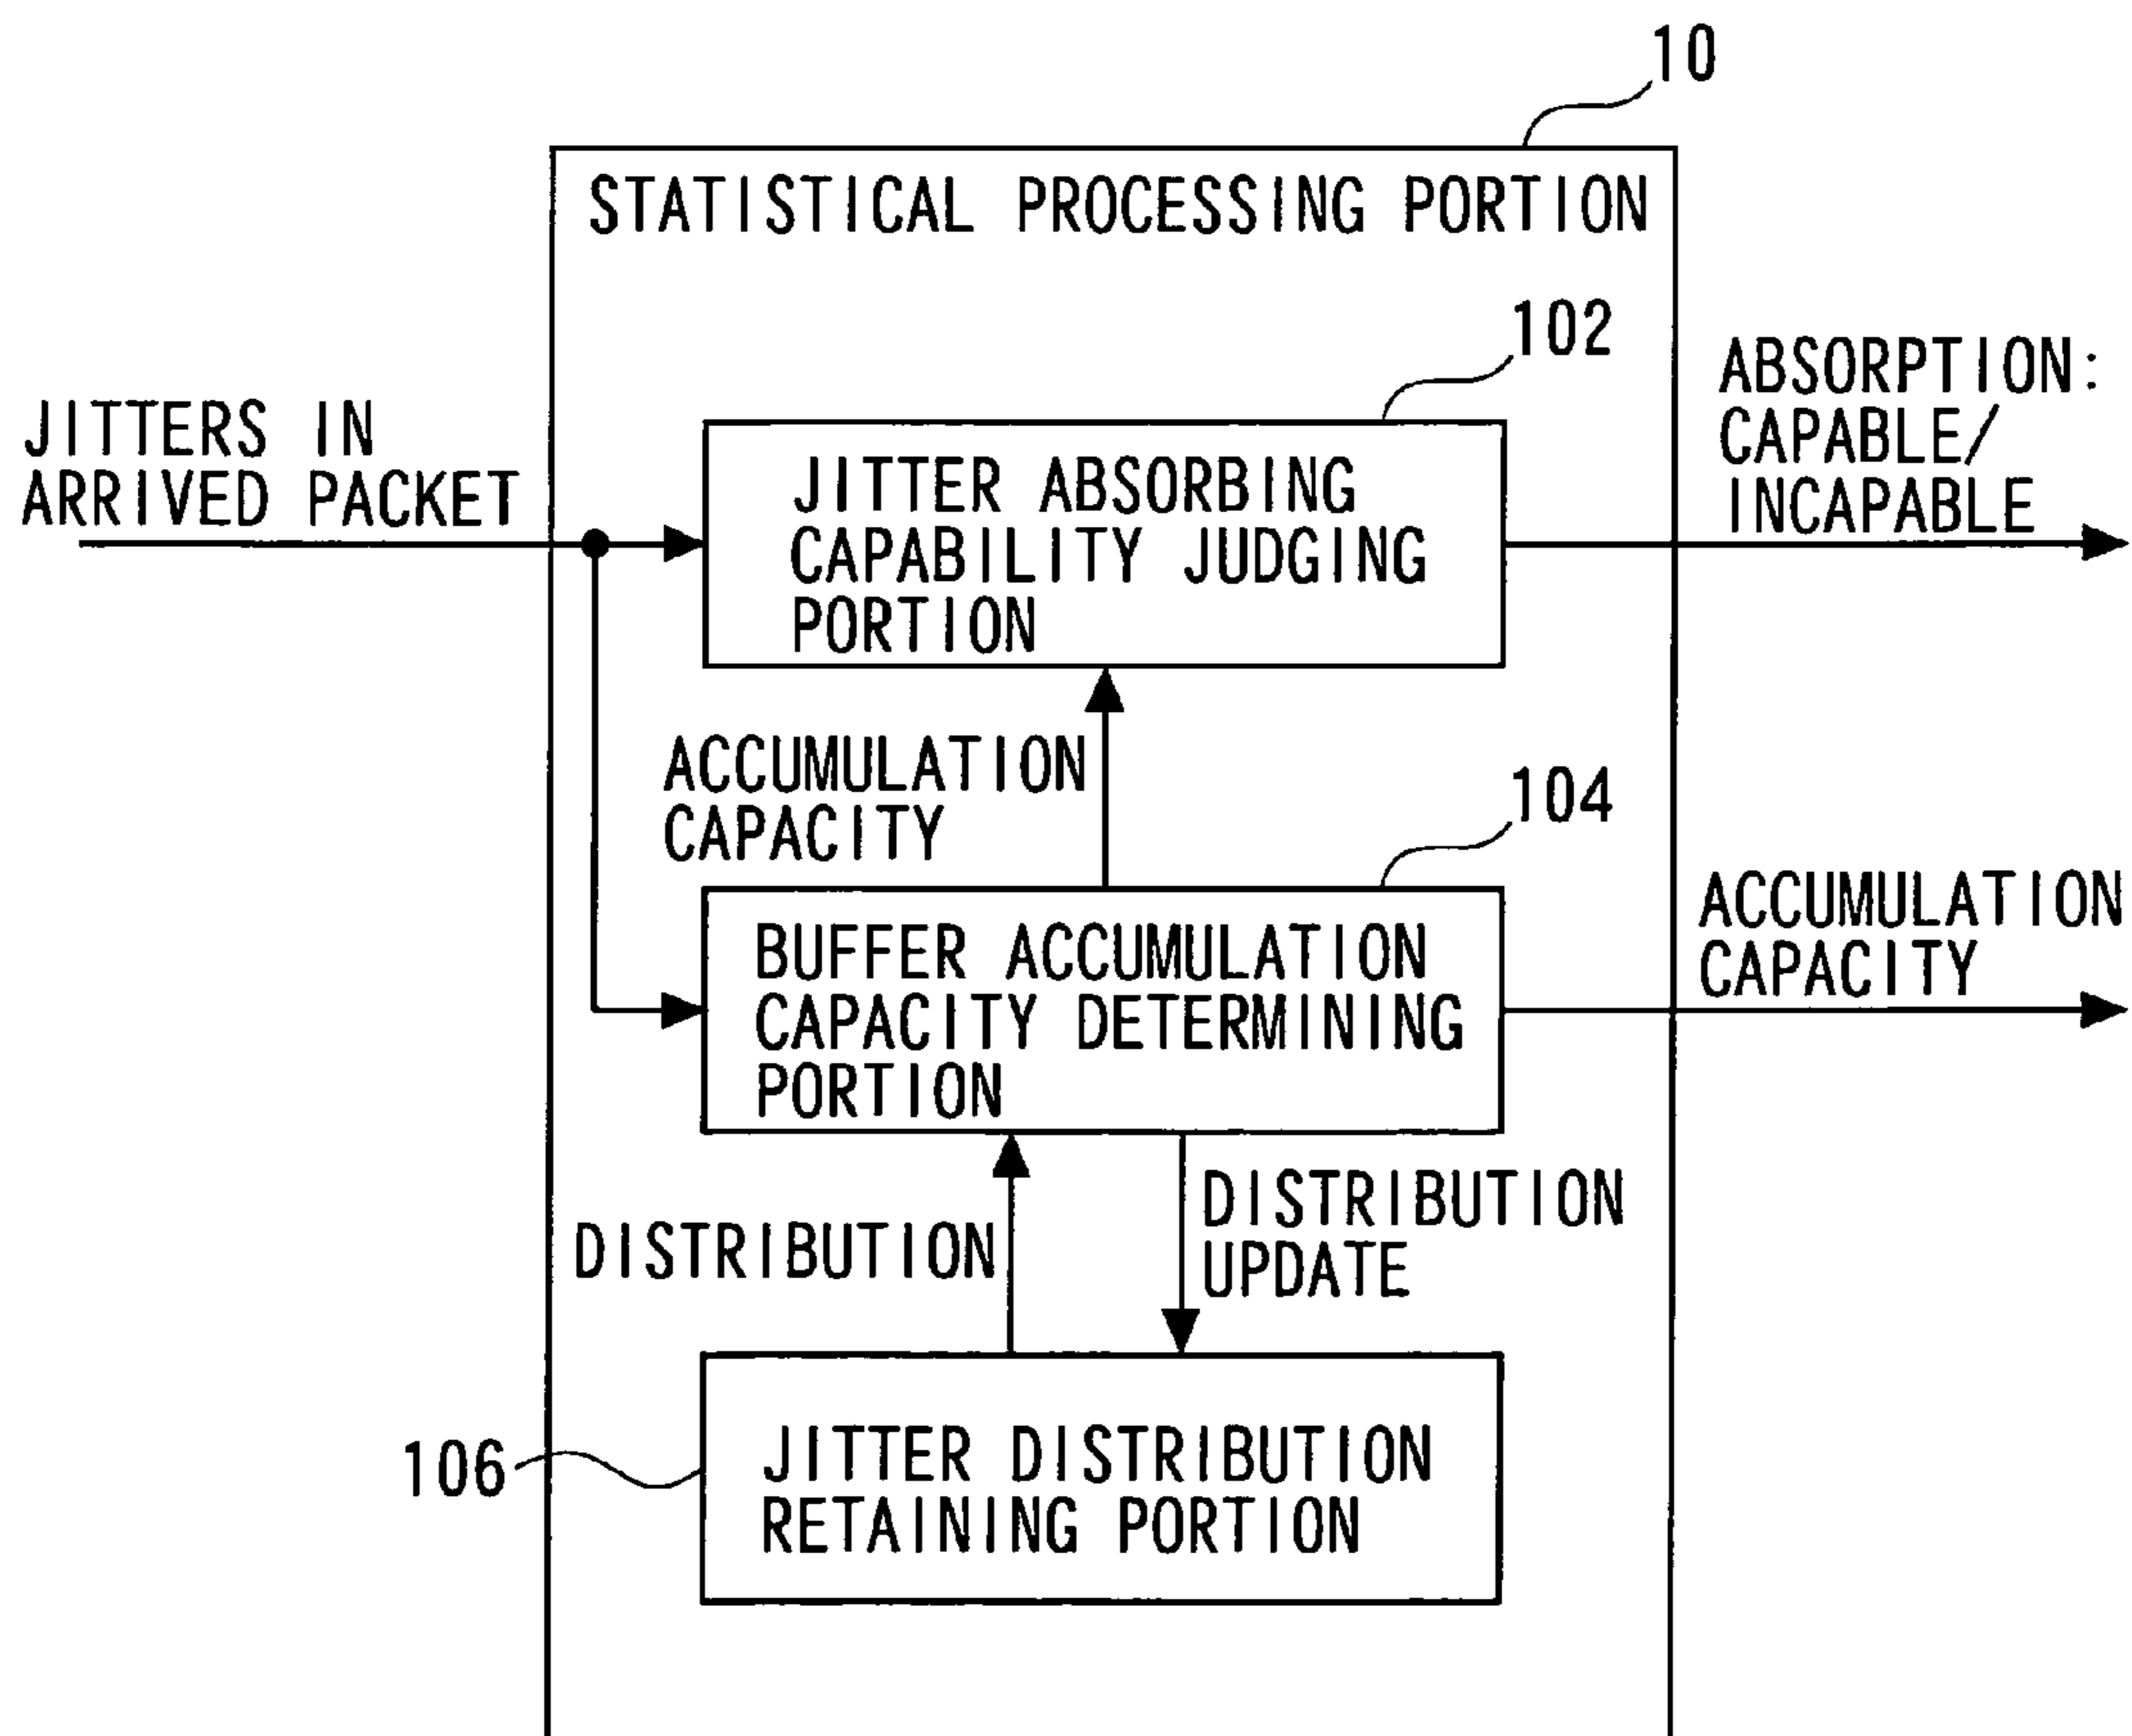 10
STATISTICAL PROCESSING PORTION
102
JITTERS IN
ARRIVED PACKET
JITTER ABSORBING
CAPABILITY JUDGING
PORTION
ABSORPTION:
CAPABLE/
INCAPABLE
ACCUMULATION
CAPACITY
104
BUFFER ACCUMULATION
CAPACITY DETERMINING
PORTION
ACCUMULATION
CAPACITY
DISTRIBUTION
DISTRIBUTION
UPDATE
106
JITTER DISTRIBUTION
RETAINING PORTION